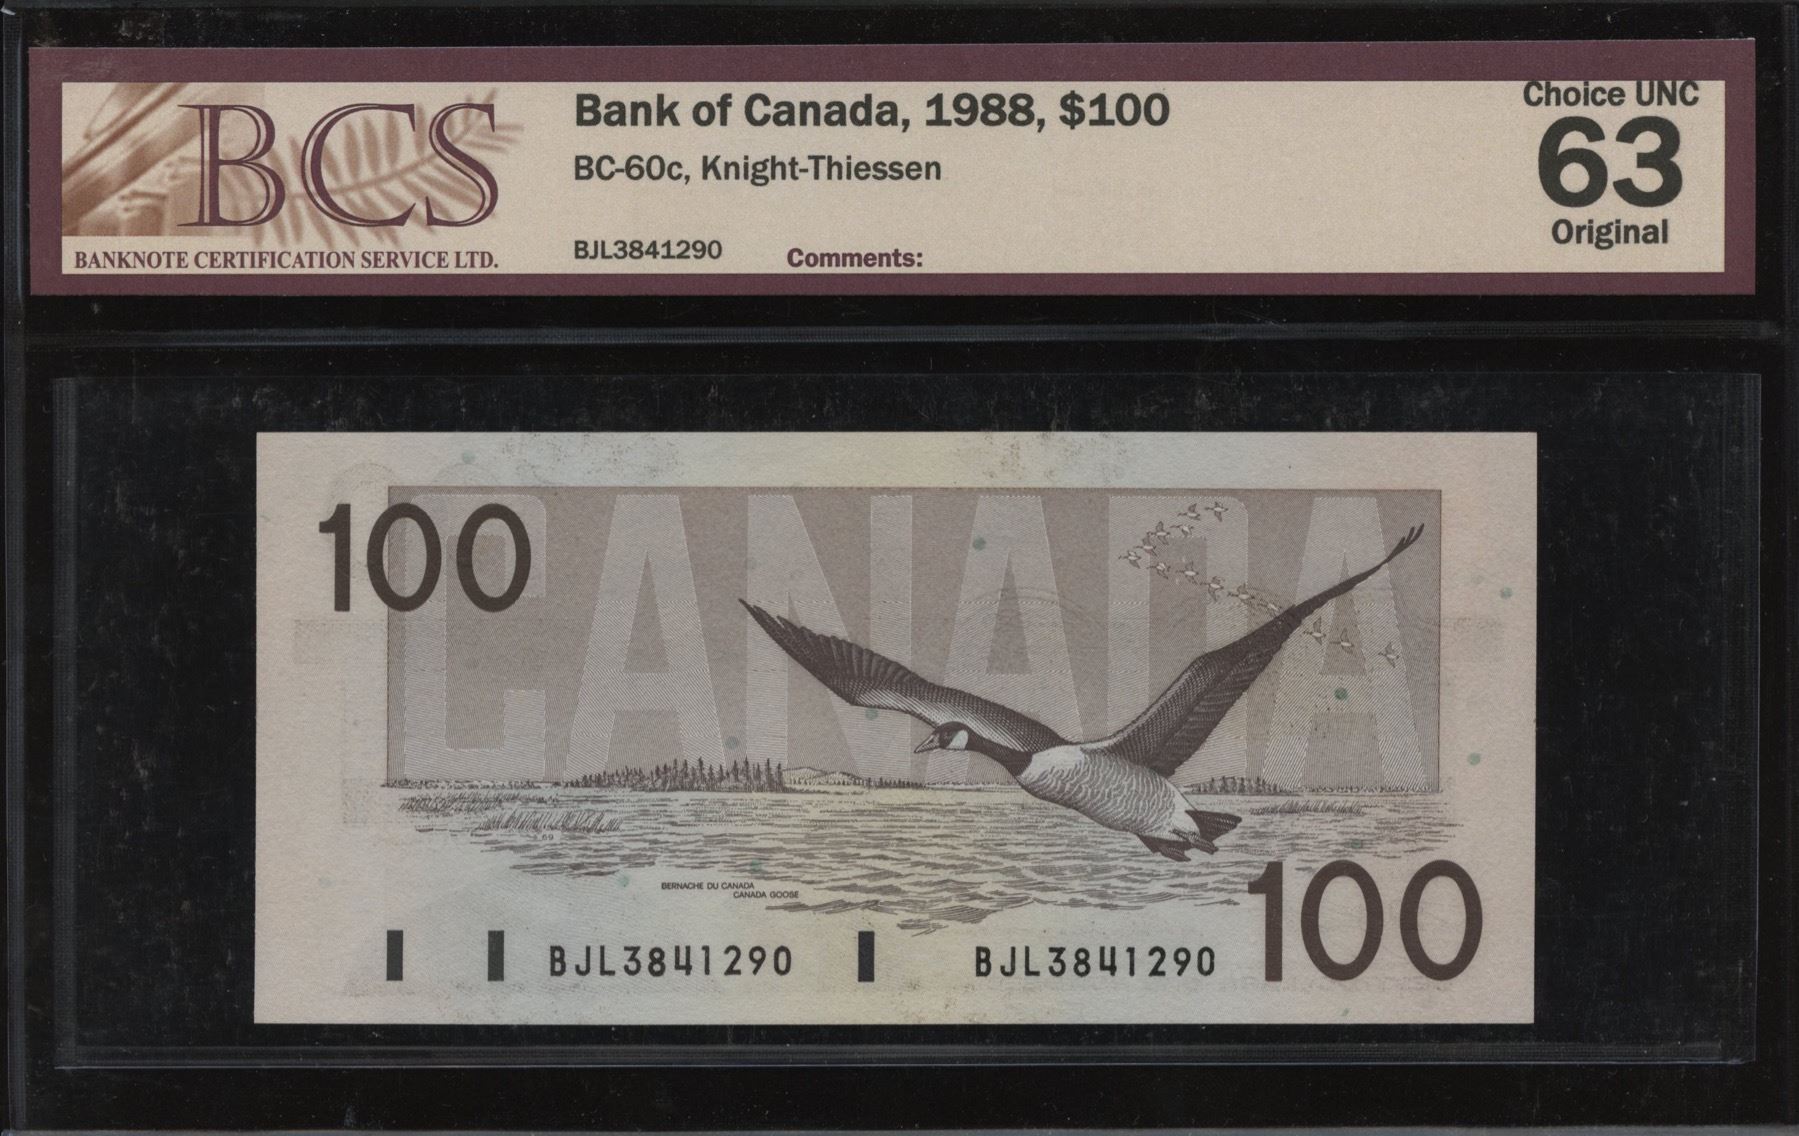 BCS
BANKNOTE CERTIFICATION SERVICE LTD.
Bank of Canada, 1988, $100
BC-60c, Knight-Thiessen
BJL3841290
Comments:
Choice UNC
63
Original
100
CANADA
69
BERNACHE DU CANADA
CANADA GOOSE
BJL3841290
BJL3841290
100